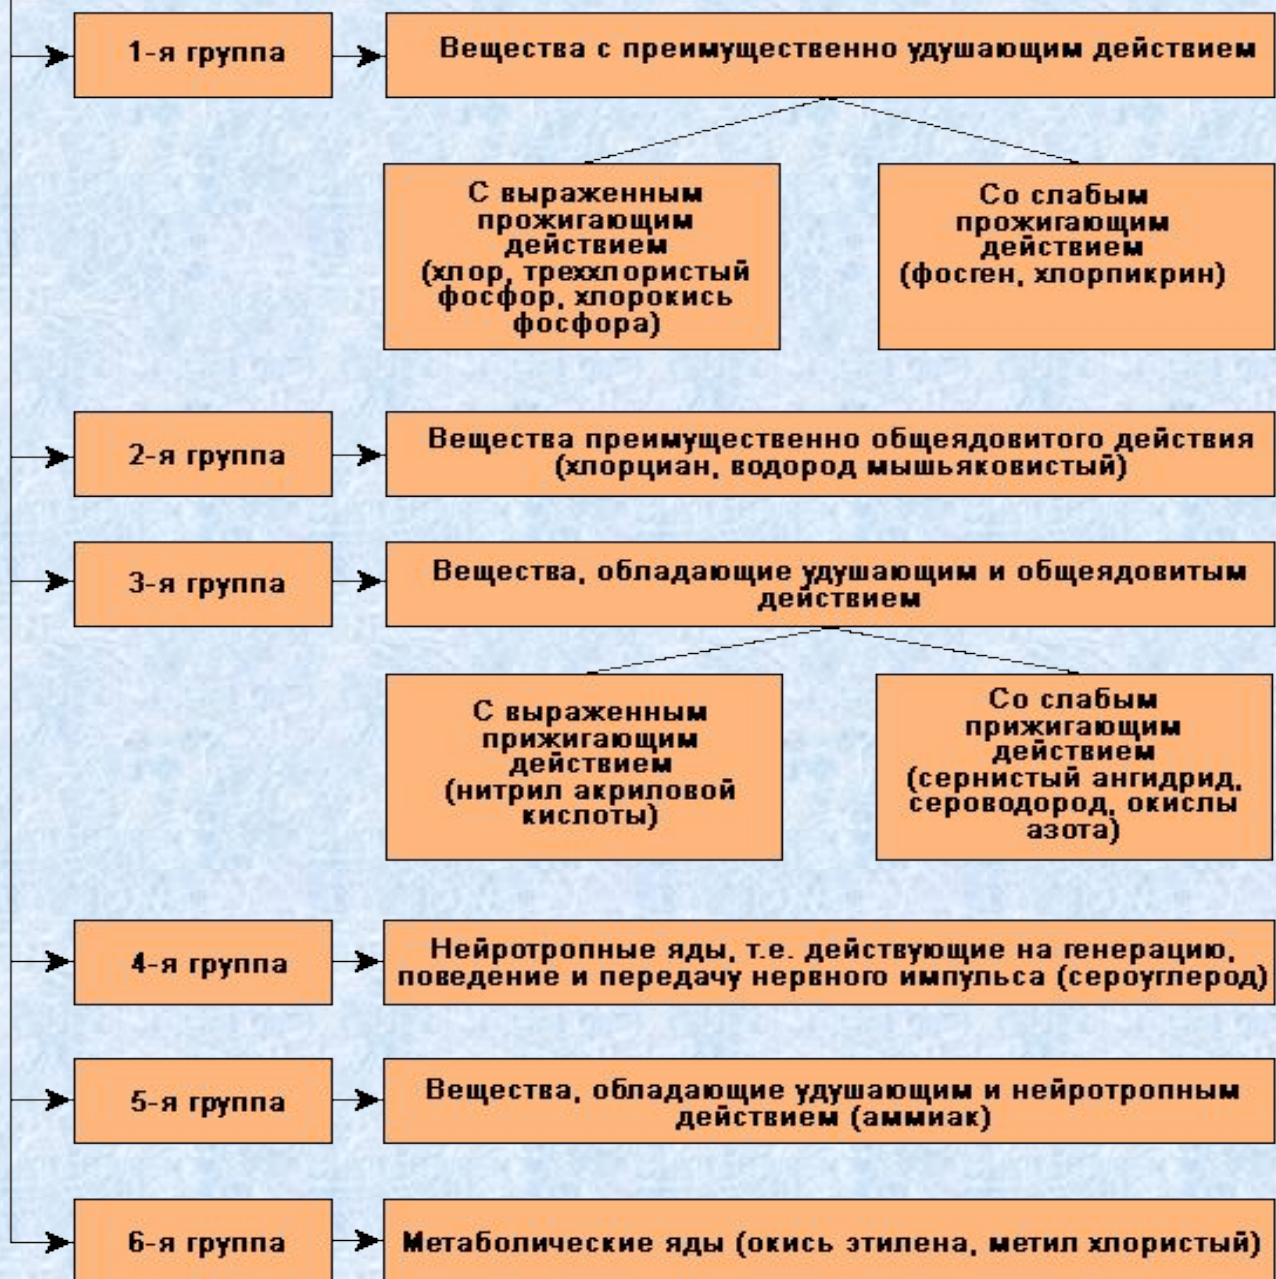 1-я группа
Вещества с преимущественно удушающим действием
С выраженным
прожигающим
действием
(хлор, треххлористый
фосфор, хлорокись
фосфора)
Со слабым
прожигающим
действием
(фосген, хлорпикрин)
2-я группа
Вещества преимущественно общеядовитого действия
(хлорциан, водород мышьяковистый)
3-я группа
Вещества, обладающие удушающим и общеядовитым
действием
С выраженным
прижигающим
действием
(нитрил акриловой
кислоты)
Со слабым
прижигающим
действием
(сернистый ангидрид,
сероводород, окислы
азота)
4-я группа
Нейротропные яды, т.е. действующие на генерацию,
поведение и передачу нервного импульса (сероуглерод)
5-я группа
Вещества, обладающие удушающим и нейротропным
действием (аммиак)
6-я группа
Метаболические яды (окись этилена, метил хлористый)